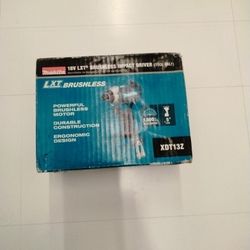 Makita
18V LXT® BRUSHLESS IMPACT DRIVER (TOOL ONLY)
LXT BRUSHLESS
POWERFUL
BRUSHLESS
MOTOR
DURABLE
CONSTRUCTION
ERGONOMIC
DESIGN
XDT13Z